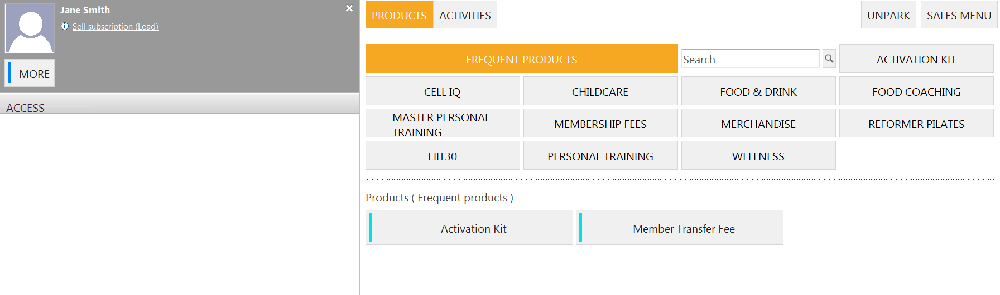 Jane Smith
Sell subscription (Lead)
MORE
ACCESS
PRODUCTS ACTIVITIES UNPARK SALES MENU
FREQUENT PRODUCTS Search ACTIVATION KIT
CELL IQ CHILDCARE FOOD & DRINK FOOD COACHING
MASTER PERSONAL
TRAINING
MEMBERSHIP FEES MERCHANDISE REFORMER PILATES
FIIT30 PERSONAL TRAINING WELLNESS
Products ( Frequent products )
Activation Kit Member Transfer Fee